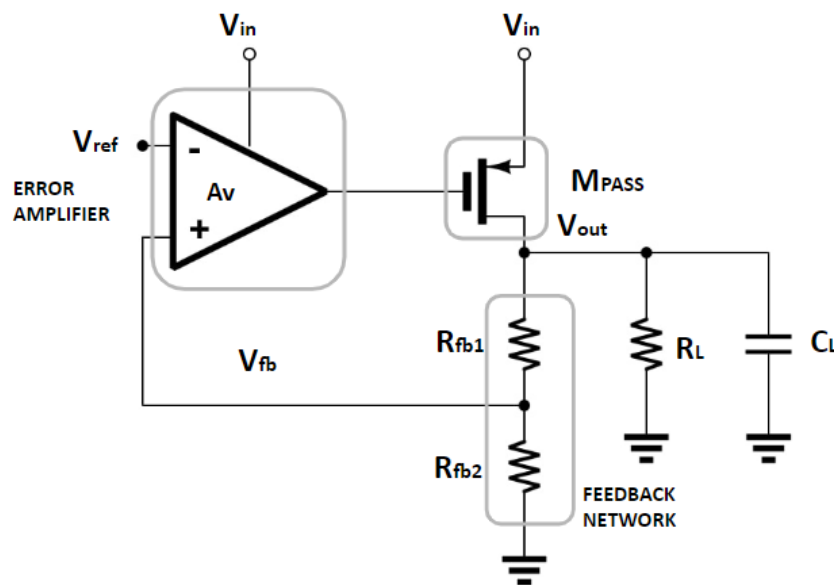 Vin
Vin
Vref
-
Av
+
ERROR
AMPLIFIER
MPASS
Vout
Vfb
Rfb1
RL
CL
Rfb2
FEEDBACK
NETWORK